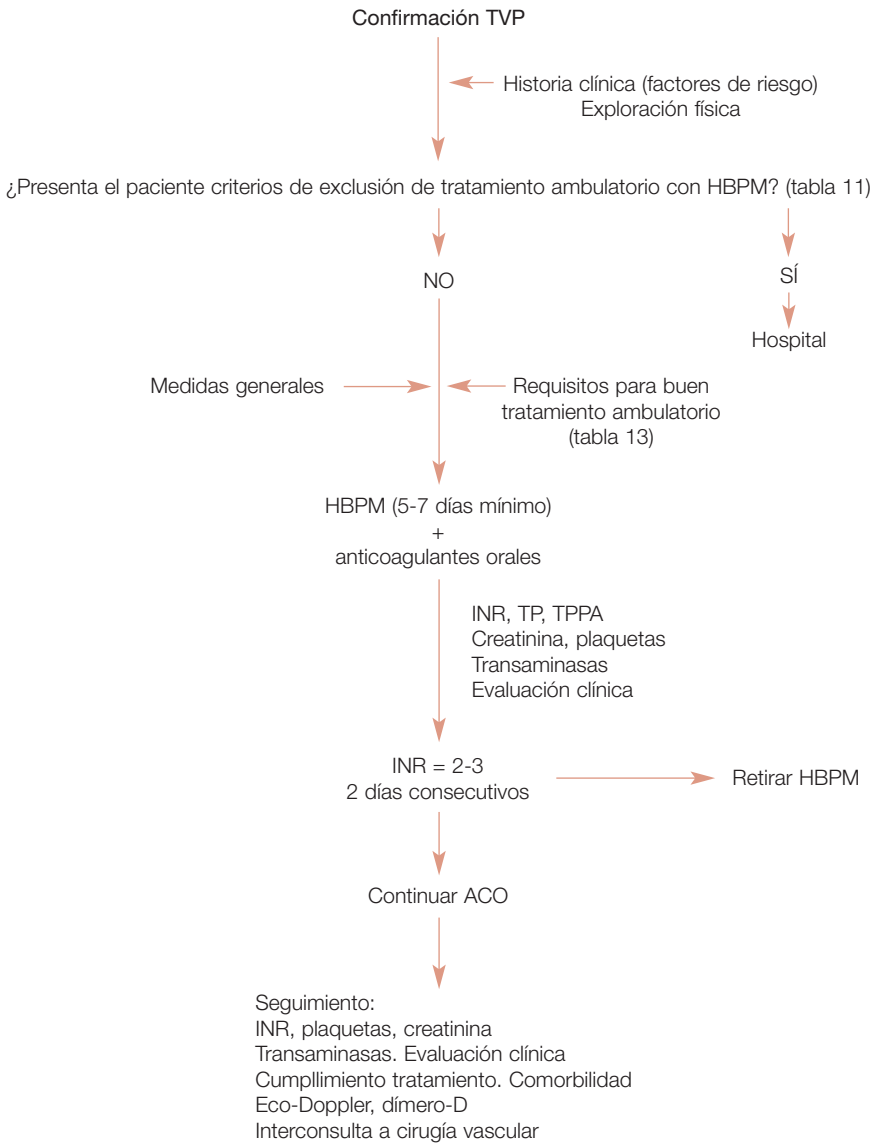 Confirmación TVP
Historia clínica (factores de riesgo)
Exploración física
¿Presenta el paciente criterios de exclusión de tratamiento ambulatorio con HBPM? (tabla 11)
NO
SÍ
Hospital
Medidas generales
Requisitos para buen
tratamiento ambulatorio
(tabla 13)
HBPM (5-7 días mínimo)
+
anticoagulantes orales
INR, TP, TPPA
Creatinina, plaquetas
Transaminasas
Evaluación clínica
INR = 2-3
2 días consecutivos
Retirar HBPM
Continuar ACO
Seguimiento:
INR, plaquetas, creatinina
Transaminasas. Evaluación clínica
Cumpllimiento tratamiento. Comorbilidad
Eco-Doppler, dímero-D
Interconsulta a cirugía vascular